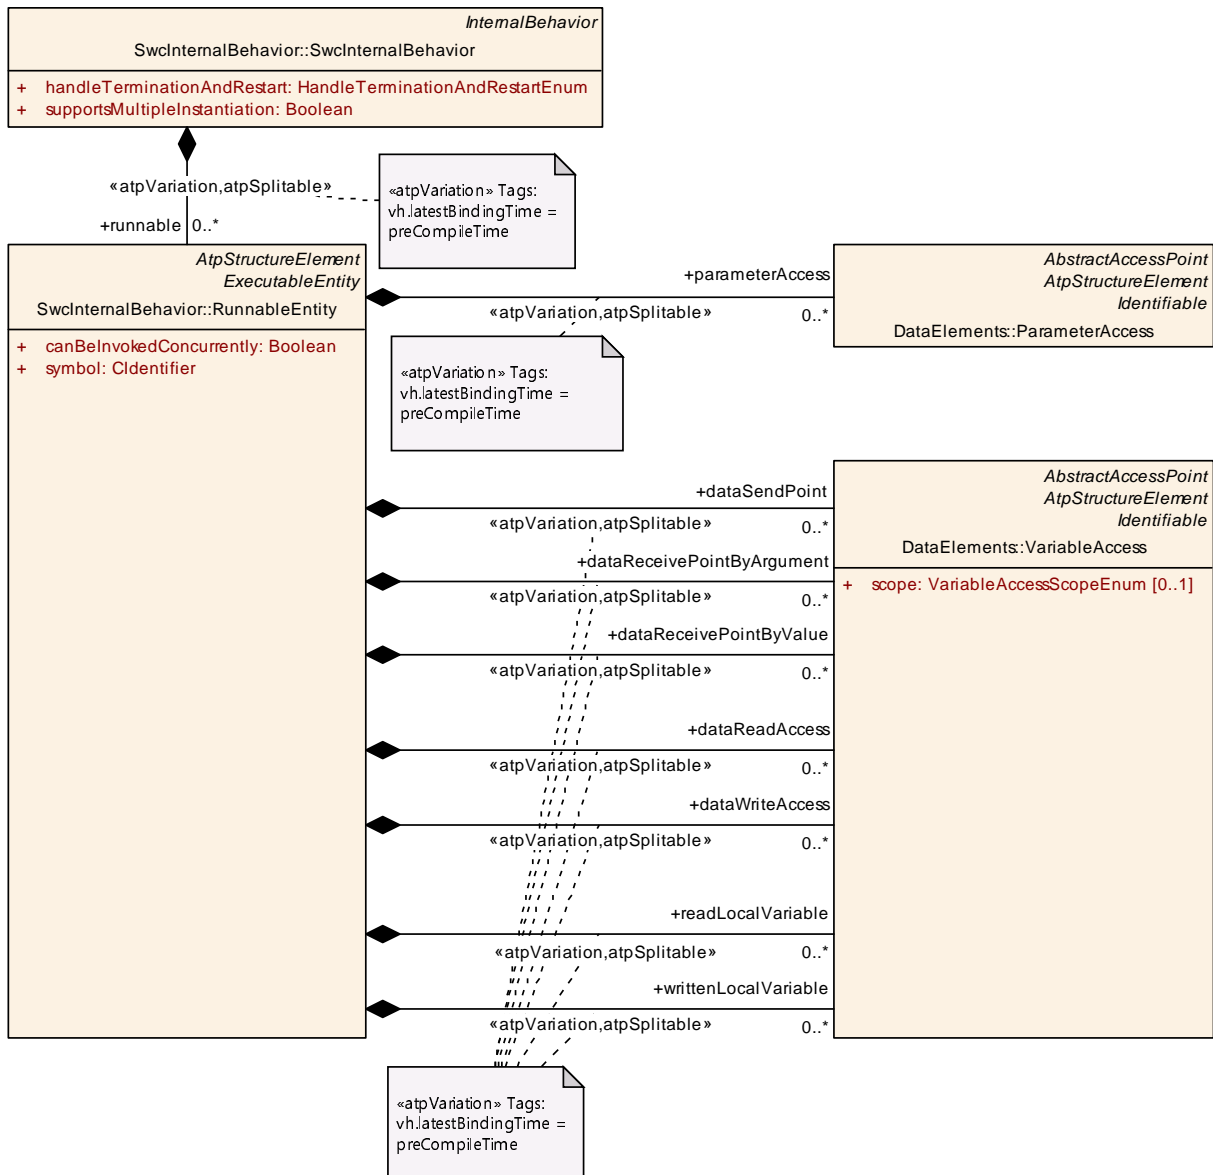 InternalBehavior
SwcInternalBehavior::SwcInternalBehavior
+ handleTerminationAndRestart: HandleTerminationAndRestartEnum
+ supportsMultipleInstantiation: Boolean
«atpVariation,atpSplitable»
+runnable 0..*
«atpVariation» Tags:
vh.latestBindingTime =
preCompileTime
AtpStructureElement
ExecutableEntity
SwcInternalBehavior::RunnableEntity
+ canBeInvokedConcurrently: Boolean
+ symbol: CIdentifier
+parameterAccess
«atpVariation,atpSplitable» 0..*
«atpVariation» Tags:
vh.latestBindingTime =
preCompileTime
AbstractAccessPoint
AtpStructureElement
Identifiable
DataElements::ParameterAccess
+dataSendPoint
«atpVariation,atpSplitable» 0..*
+dataReceivePointByArgument
«atpVariation,atpSplitable» 0..*
+dataReceivePointByValue
«atpVariation,atpSplitable» 0..*
+dataReadAccess
«atpVariation,atpSplitable» 0..*
+dataWriteAccess
«atpVariation,atpSplitable» 0..*
+readLocalVariable
«atpVariation,atpSplitable» 0..*
+writtenLocalVariable
«atpVariation,atpSplitable» 0..*
AbstractAccessPoint
AtpStructureElement
Identifiable
DataElements::VariableAccess
+ scope: VariableAccessScopeEnum [0..1]
«atpVariation» Tags:
vh.latestBindingTime =
preCompileTime